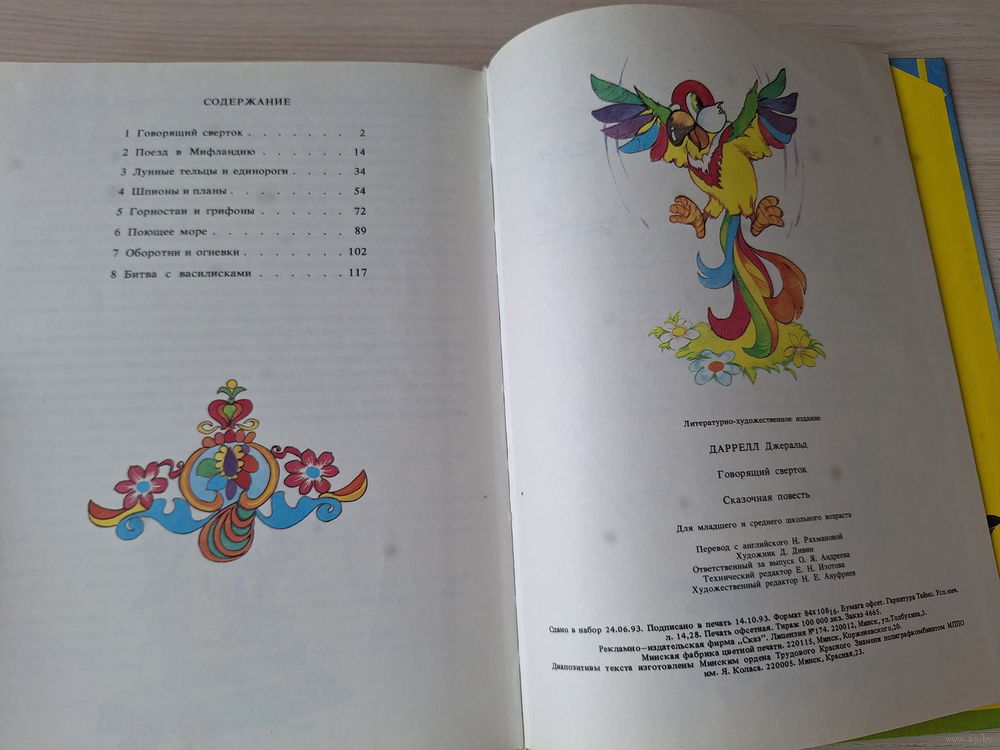 СОДЕРЖАНИЕ
1 Говорящий сверток . . . . . . . 2
2 Поезд в Мифландию . . . . . . 14
3 Лунные тельцы и единороги . . . . 34
4 Шпионы и планы . . . . . . . . 54
5 Горностаи и грифоны . . . . . . 72
6 Поющее море . . . . . . . . . 89
7 Оборотни и огневки . . . . . . . 102
8 Битва с василисками . . . . . . 117
Литературно-художественное издание
ДАРРЕЛЛ Джеральд
Говорящий сверток
Сказочная повесть
Для младшего и среднего школьного возраста
Перевод с английского Н. Рахмановой
Художник Д. Дивин
Ответственный за выпуск О. Я. Андреева
Технический редактор Е. Н. Изотова
Художественный редактор Н. Е. Ануфриев
Сдано в набор 24.06.93. Подписано в печать 14.10.93. Формат 84х108 16. Бумага офсет. Гарнитура Таймс. Усл.-печ.
л. 14,28. Печать офсетная. Тираж 100 000 экз. Заказ 4665.
Рекламно-издательская фирма „Сказ". Лицензия №174. 220012, Минск, ул.Толбухина,3.
Минская фабрика цветной печати. 220115, Минск, Корженевского,20.
Диапозитивы текста изготовлены Минским ордена Трудового Красного Знамени полиграфкомбинатом МППО
им. Я. Коласа. 220005. Минск, Красная,23.
www.ay.by